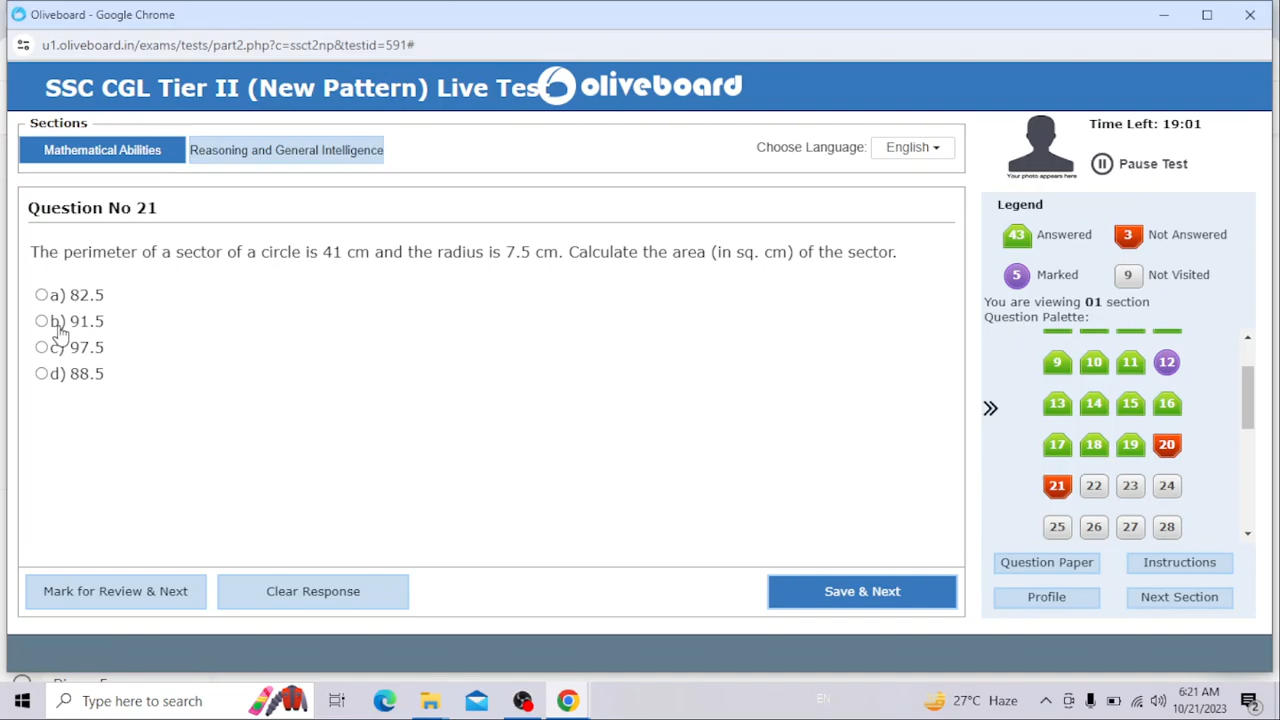 Oliveboard - Google Chrome
u1.oliveboard.in/exams/tests/part2.php?c=ssct2np&testid=591#
SSC CGL Tier II (New Pattern) Live Tes
oliveboard
Sections
Mathematical Abilities
Reasoning and General Intelligence
Choose Language:
English
Question No 21
The perimeter of a sector of a circle is 41 cm and the radius is 7.5 cm. Calculate the area (in sq. cm) of the sector.
a) 82.5
b) 91.5
c) 97.5
d) 88.5
Mark for Review & Next
Clear Response
Save & Next
Your photo appears here
Time Left: 19:01
Pause Test
Legend
43 Answered
3 Not Answered
5 Marked
9 Not Visited
You are viewing 01 section
Question Palette:
9 10 11 12
13 14 15 16
17 18 19 20
21 22 23 24
25 26 27 28
Question Paper
Instructions
Profile
Next Section
Type here to search
EN
27°C Haze
6:21 AM
10/21/2023
2